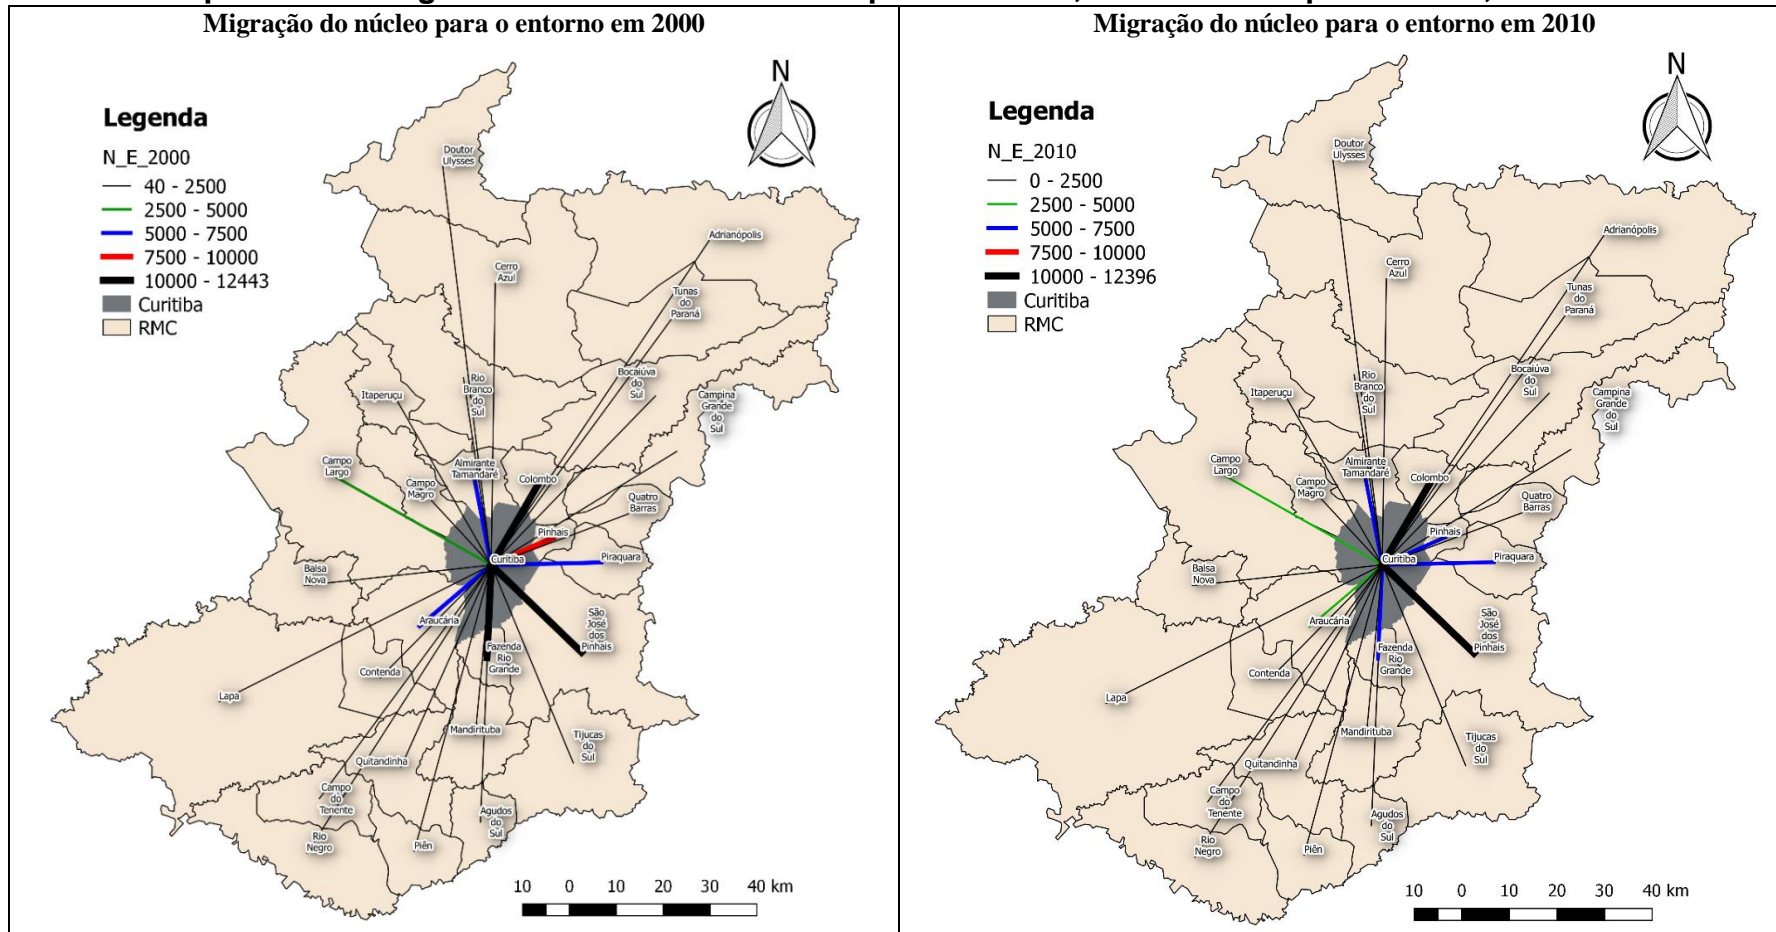 Migração do núcleo para o entorno em 2000
N
Legenda
N_E_2000
40 - 2500
2500 - 5000
5000 - 7500
7500 - 10000
10000 - 12443
Curitiba
RMC
Doutor
Ulysses
Adrianópolis
Cerro
Azul
Tunas
do
Paraná
Rio
Branco
do
Sul
Bocaiúva
do
Sul
Itaperuçu
Campina
Grande
do
Sul
Campo
Largo
Almirante
Tamandaré
Colombo
Campo
Magro
Quatro
Barras
Pinhais
Curitiba
Piraquara
Balsa
Nova
Araucária
São
José
dos
Pinhais
Fazenda
Rio
Grande
Contenda
Lapa
Mandirituba
Tijucas
do
Sul
Quitandinha
Campo
do
Tenente
Agudos
do
Sul
Rio
Negro
Piên
10 0 10 20 30 40 km
Migração do núcleo para o entorno em 2010
N
Legenda
N_E_2010
0 - 2500
2500 - 5000
5000 - 7500
7500 - 10000
10000 - 12396
Curitiba
RMC
Doutor
Ulysses
Adrianópolis
Cerro
Azul
Tunas
do
Paraná
Rio
Branco
do
Sul
Bocaiúva
do
Sul
Itaperuçu
Campina
Grande
do
Sul
Campo
Largo
Almirante
Tamandaré
Colombo
Campo
Magro
Quatro
Barras
Pinhais
Curitiba
Piraquara
Balsa
Nova
Araucária
São
José
dos
Pinhais
Fazenda
Rio
Grande
Contenda
Lapa
Mandirituba
Tijucas
do
Sul
Quitandinha
Campo
do
Tenente
Agudos
do
Sul
Rio
Negro
Piên
10 0 10 20 30 40 km